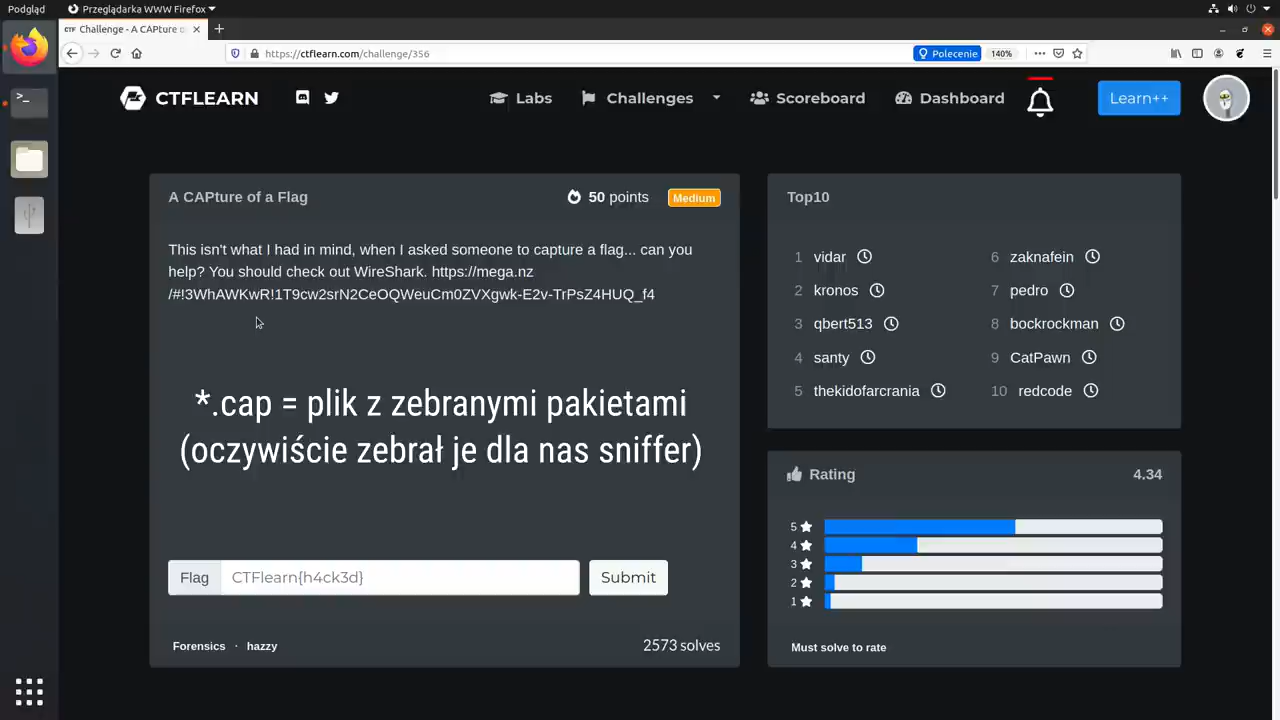 Podgląd
Przeglądarka WWW Firefox
CTF Challenge - A CAPture o
https://ctflearn.com/challenge/356
Polecenie
140%
CTFLEARN
Labs
Challenges
Scoreboard
Dashboard
Learn++
A CAPture of a Flag
50 points
Medium
This isn't what I had in mind, when I asked someone to capture a flag... can you
help? You should check out WireShark. https://mega.nz
/#!3WhAWKwR!1T9cw2srN2CeOQWeuCm0ZVXgwk-E2v-TrPsZ4HUQ_f4
*.cap = plik z zebranymi pakietami
(oczywiście zebrał je dla nas sniffer)
Flag
CTFlearn{h4ck3d}
Submit
Forensics · hazzy
2573 solves
Top10
1 vidar
2 kronos
3 qbert513
4 santy
5 thekidofarcrania
6 zaknafein
7 pedro
8 bockrockman
9 CatPawn
10 redcode
Rating
4.34
5
4
3
2
1
Must solve to rate